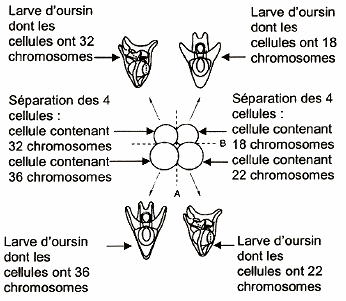 Larve d'oursin
dont les
cellules ont 32
chromosomes
Larve d'oursin
dont les
cellules ont 18
chromosomes
Séparation des 4
cellules :
cellule contenant
32 chromosomes
cellule contenant
36 chromosomes
Séparation des 4
cellules :
cellule contenant
18 chromosomes
cellule contenant
22 chromosomes
B
A
Larve d'oursin
dont les
cellules ont 36
chromosomes
Larve d'oursin
dont les
cellules ont 22
chromosomes